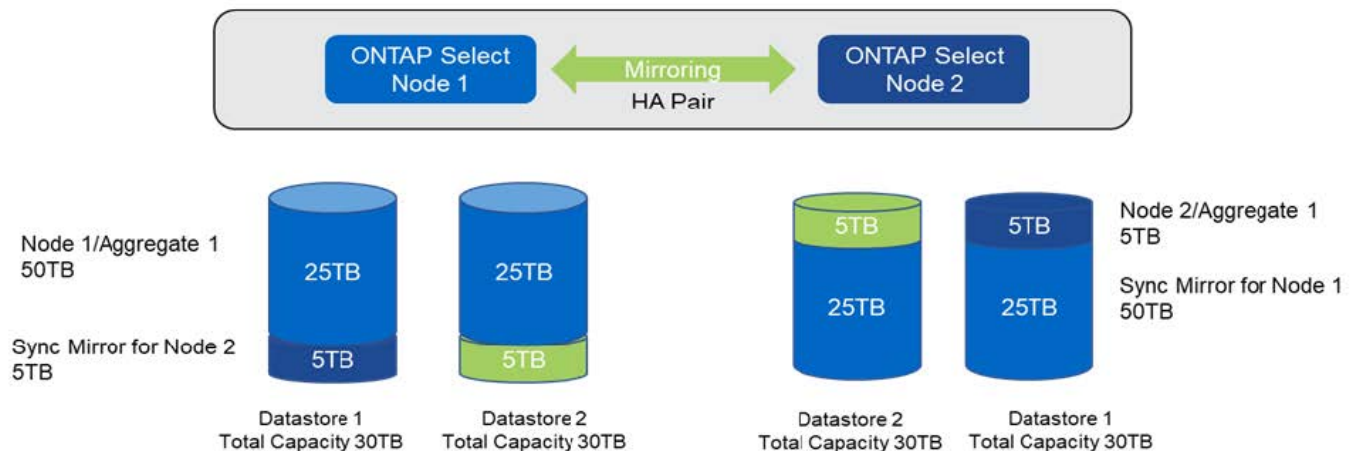 ONTAP Select
Node 1
Mirroring
HA Pair
ONTAP Select
Node 2
Node 1/Aggregate 1
50TB
25TB
25TB
Sync Mirror for Node 2
5TB
5TB
5TB
Datastore 1
Total Capacity 30TB
Datastore 2
Total Capacity 30TB
5TB
5TB
Node 2/Aggregate 1
5TB
25TB
25TB
Sync Mirror for Node 1
50TB
Datastore 2
Total Capacity 30TB
Datastore 1
Total Capacity 30TB